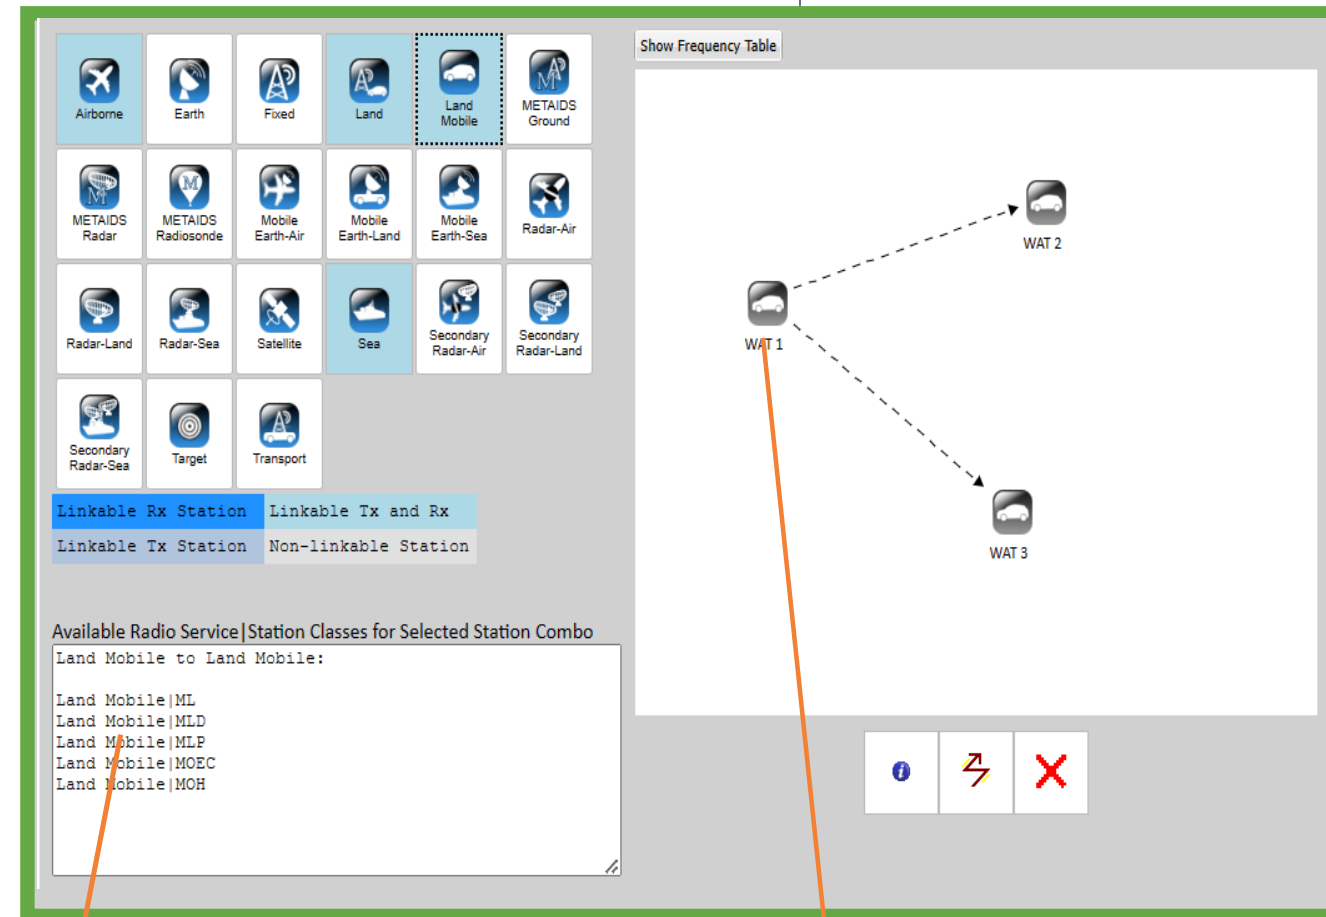 Show Frequency Table
Airborne
Earth
Fixed
Land
Land
Mobile
METAIDS
Ground
METAIDS
Radar
METAIDS
Radiosonde
Mobile
Earth-Air
Mobile
Earth-Land
Mobile
Earth-Sea
Radar-Air
Radar-Land
Radar-Sea
Satellite
Sea
Secondary
Radar-Air
Secondary
Radar-Land
Secondary
Radar-Sea
Target
Transport
Linkable Rx Station
Linkable Tx and Rx
Linkable Tx Station
Non-linkable Station
Available Radio Service|Station Classes for Selected Station Combo
Land Mobile to Land Mobile:
Land Mobile|ML
Land Mobile|MLD
Land Mobile|MLP
Land Mobile|MOEC
Land Mobile|MOH
WAT 2
WAT 1
WAT 3